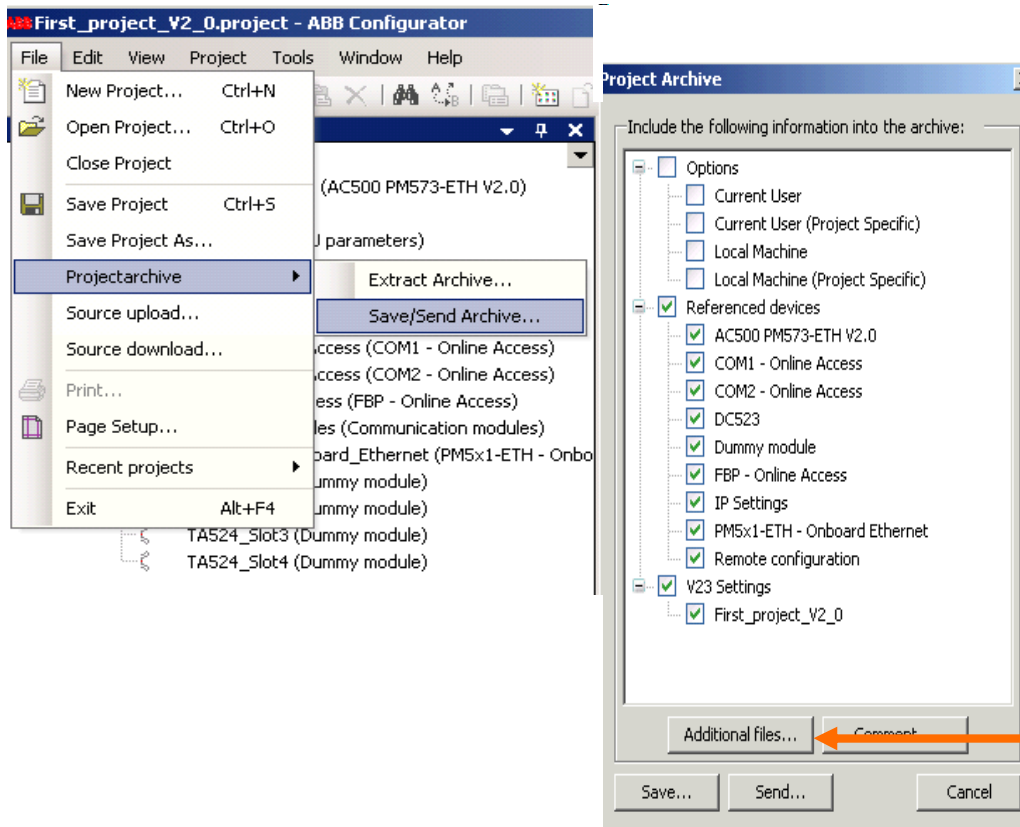 ABB First_project_V2_0.project - ABB Configurator
File Edit View Project Tools Window Help
New Project... Ctrl+N
Open Project... Ctrl+O
Close Project
Save Project Ctrl+S
Save Project As...
Projectarchive
Source upload...
Source download...
Print...
Page Setup...
Recent projects
Exit Alt+F4
Extract Archive...
Save/Send Archive...
(AC500 PM573-ETH V2.0)
parameters)
ccess (COM1 - Online Access)
ccess (COM2 - Online Access)
ess (FBP - Online Access)
les (Communication modules)
oard_Ethernet (PM5x1-ETH - Onbo
ummy module)
ummy module)
TA524_Slot3 (Dummy module)
TA524_Slot4 (Dummy module)
Project Archive
Include the following information into the archive:
Options
Current User
Current User (Project Specific)
Local Machine
Local Machine (Project Specific)
Referenced devices
AC500 PM573-ETH V2.0
COM1 - Online Access
COM2 - Online Access
DC523
Dummy module
FBP - Online Access
IP Settings
PM5x1-ETH - Onboard Ethernet
Remote configuration
V23 Settings
First_project_V2_0
Additional files... Comment...
Save... Send... Cancel